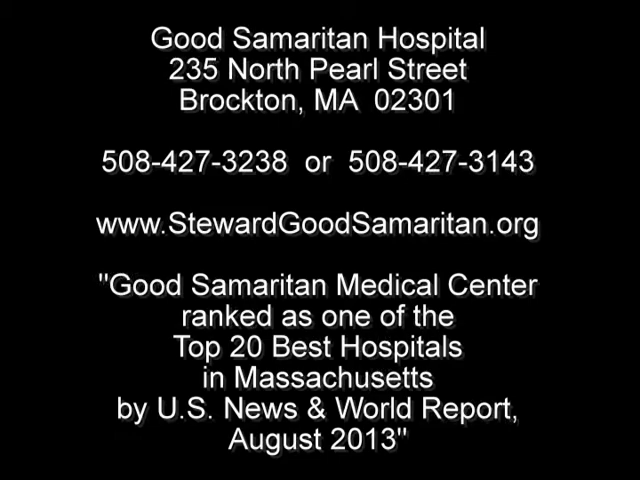 Good Samaritan Hospital
235 North Pearl Street
Brockton, MA  02301
508-427-3238  or  508-427-3143
www.StewardGoodSamaritan.org
"Good Samaritan Medical Center
ranked as one of the
Top 20 Best Hospitals
in Massachusetts
by U.S. News & World Report,
August 2013"